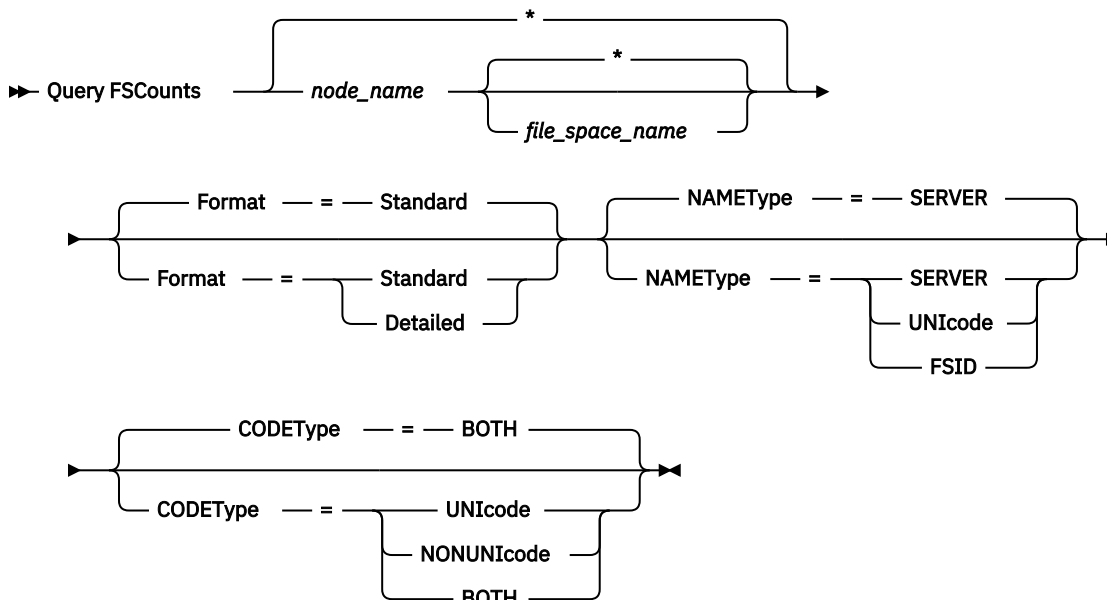 *
*
Query FSCounts node_name
file_space_name
Format = Standard
NAMEType = SERVER
Format = Standard
NAMEType = SERVER
Detailed
UNIcode
FSID
CODEType = BOTH
CODEType = UNIcode
NONUNIcode
BOTH